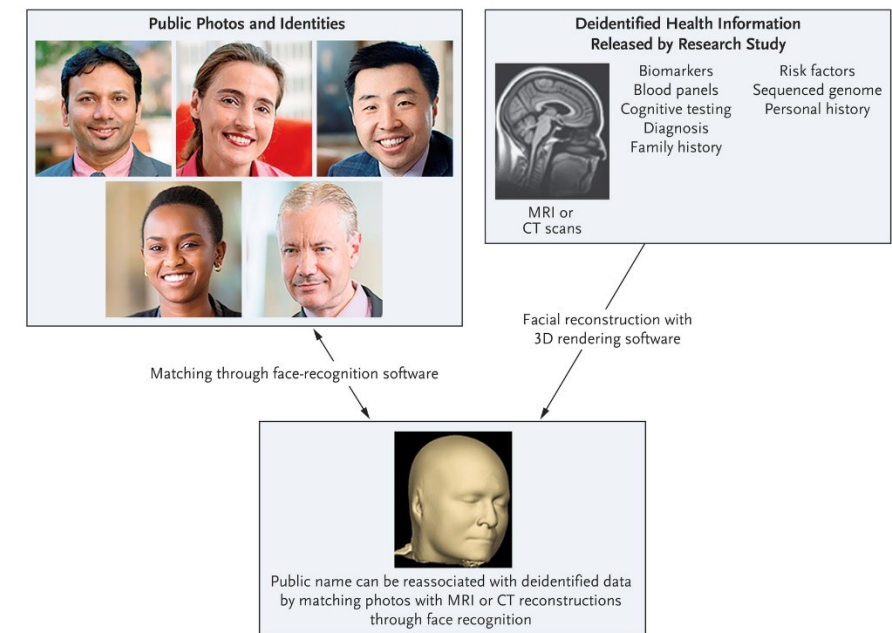 Public Photos and Identities
Deidentified Health Information
Released by Research Study
MRI or
CT scans
Biomarkers
Blood panels
Cognitive testing
Diagnosis
Family history
Risk factors
Sequenced genome
Personal history
Matching through face-recognition software
Facial reconstruction with
3D rendering software
Public name can be reassociated with deidentified data
by matching photos with MRI or CT reconstructions
through face recognition